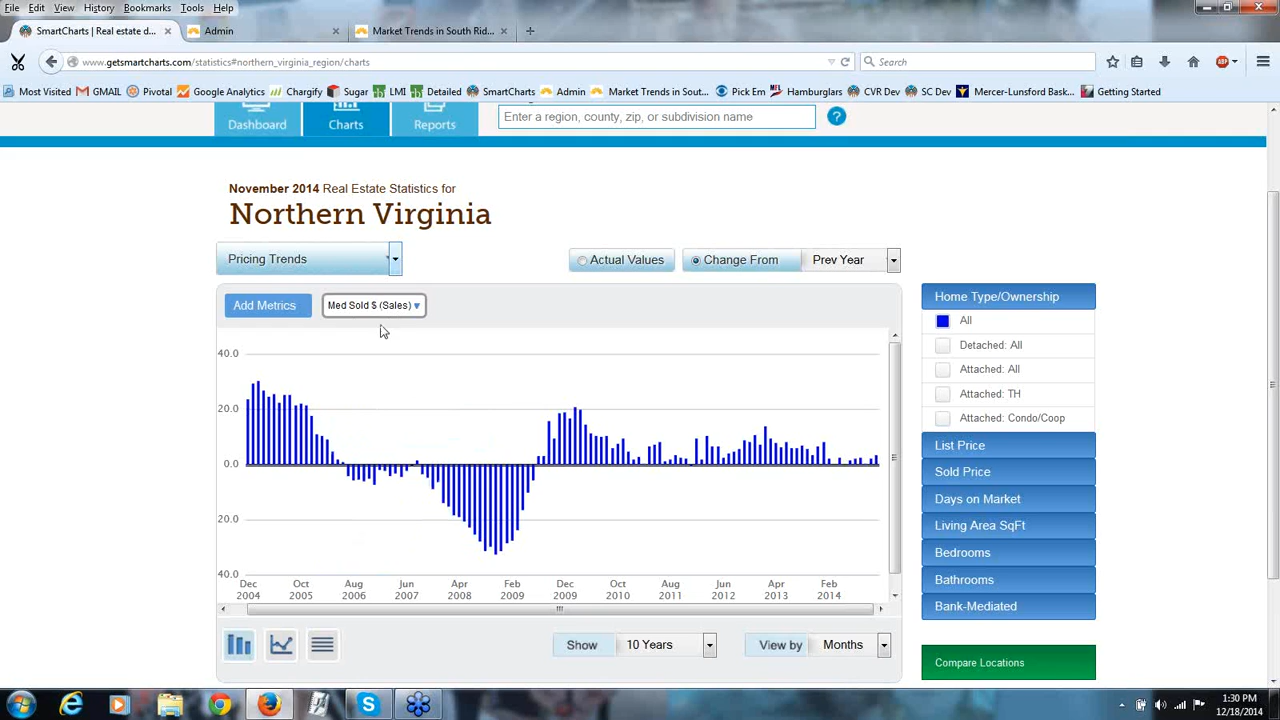 File Edit View History Bookmarks Tools Help
SmartCharts | Real estate d... × Admin × Market Trends in South Rid... × +
www.getsmartcharts.com/statistics#northern_virginia_region/charts Search
Most Visited GMAIL Pivotal Google Analytics Chargify Sugar LMI Detailed SmartCharts Admin Market Trends in Sout... Pick Em Hamburglars CVR Dev SC Dev Mercer-Lunsford Bask... Getting Started
Dashboard Charts Reports Enter a region, county, zip, or subdivision name ?
November 2014 Real Estate Statistics for
Northern Virginia
Pricing Trends Actual Values Change From Prev Year
Add Metrics Med Sold $ (Sales)
40.0
20.0
0.0
20.0
40.0
Dec Oct Aug Jun Apr Feb Dec Oct Aug Jun Apr Feb
2004 2005 2006 2007 2008 2009 2009 2010 2011 2012 2013 2014
Show 10 Years View by Months
Home Type/Ownership
All
Detached: All
Attached: All
Attached: TH
Attached: Condo/Coop
List Price
Sold Price
Days on Market
Living Area SqFt
Bedrooms
Bathrooms
Bank-Mediated
Compare Locations
1:30 PM
12/18/2014